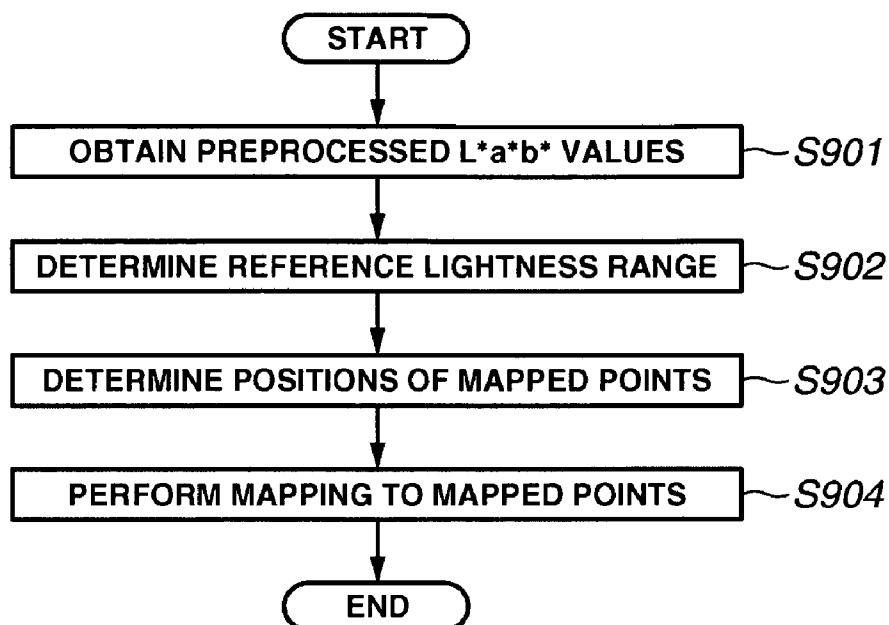 START
OBTAIN PREPROCESSED L*a*b* VALUES
S901
DETERMINE REFERENCE LIGHTNESS RANGE
S902
DETERMINE POSITIONS OF MAPPED POINTS
S903
PERFORM MAPPING TO MAPPED POINTS
S904
END